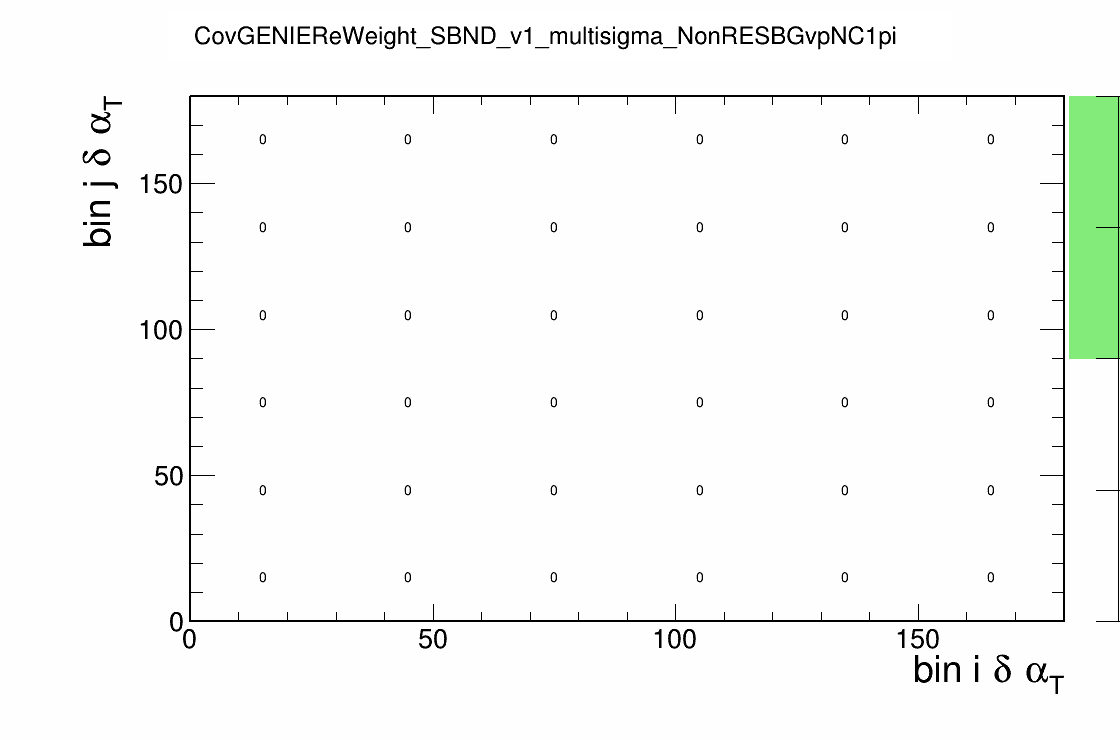 CovGENIEReWeight_SBND_v1_multisigma_NonRESBGvpNC1pi
bin j δ α_T
150
0 0 0 0 0 0
0 0 0 0 0 0
100
0 0 0 0 0 0
0 0 0 0 0 0
50
0 0 0 0 0 0
0 0 0 0 0 0
0
0 50 100 150
bin i δ α_T